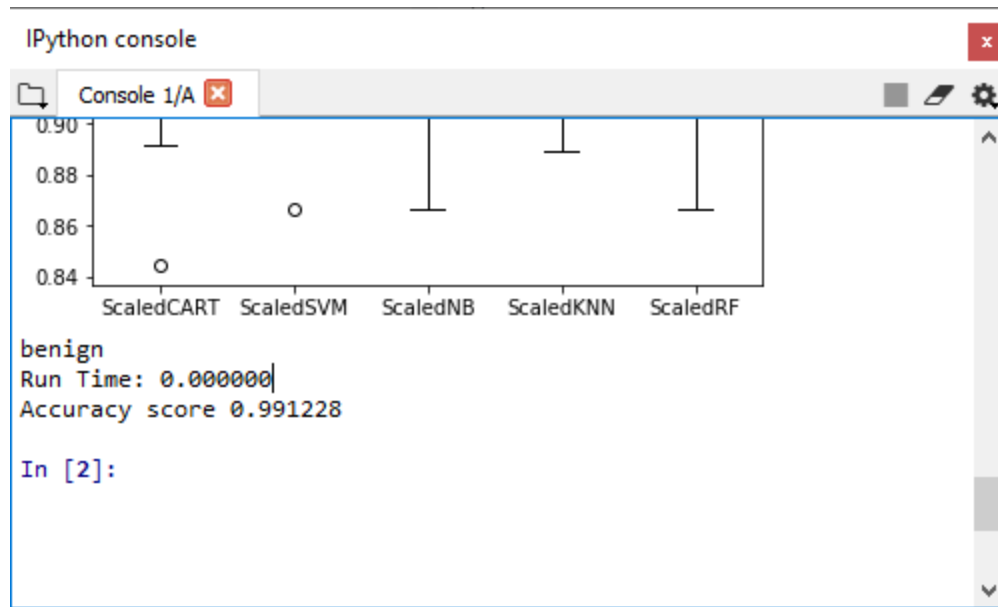 IPython console
x
Console 1/A
0.90
0.88
0.86
0.84
ScaledCART ScaledSVM ScaledNB ScaledKNN ScaledRF
benign
Run Time: 0.000000
Accuracy score 0.991228
In [2]: